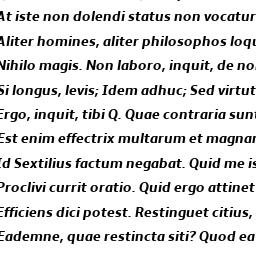 At iste non dolendi status non vocatur
Aliter homines, aliter philosophos loqu
Nihilo magis. Non laboro, inquit, de no
Si longus, levis; Idem adhuc; Sed virtut
Ergo, inquit, tibi Q. Quae contraria sunt
Est enim effectrix multarum et magnar
Id Sextilius factum negabat. Quid me is
Proclivi currit oratio. Quid ergo attinet
Efficiens dici potest. Restinguet citius,
Eademne, quae restincta siti? Quod ea